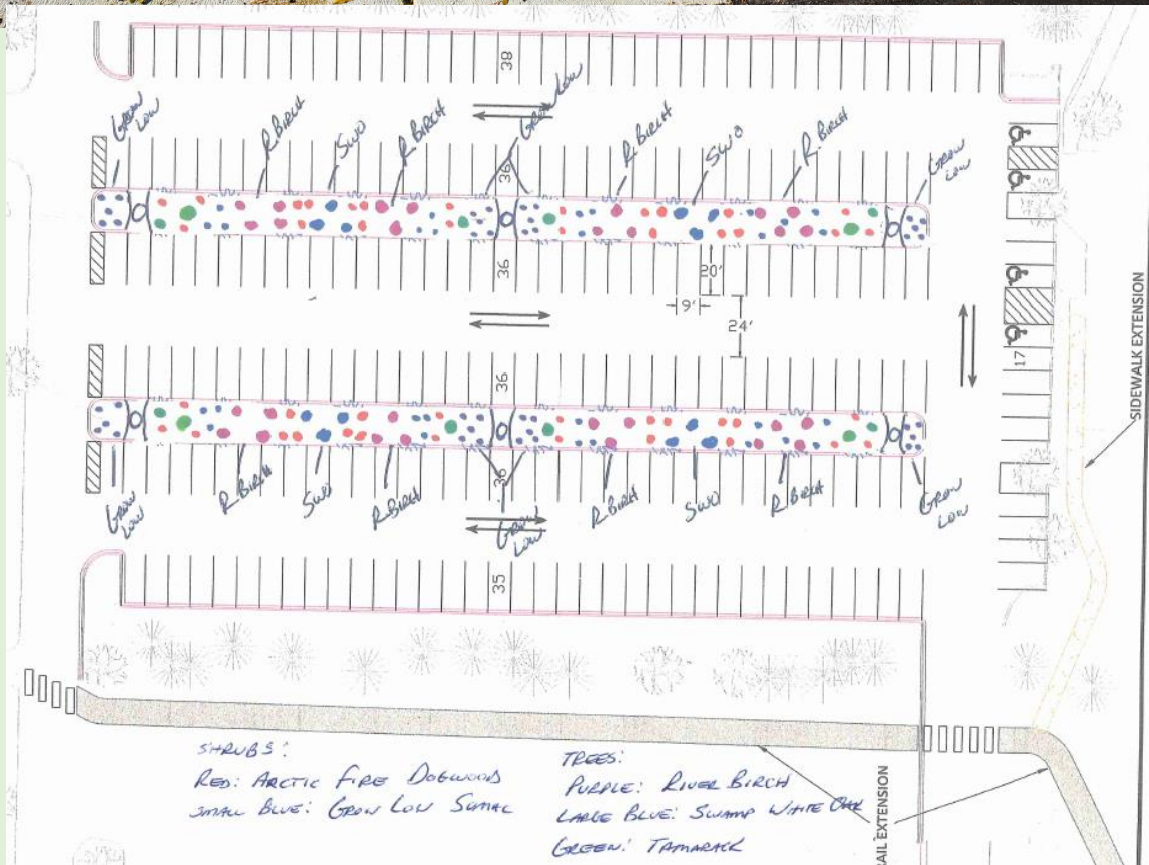 38
GROW LOW
R. BIRCH
SWO
R. BIRCH
GROW LOW
R. BIRCH
SWO
R. BIRCH
GROW LOW
36
36
20'
9'
24'
17
SIDEWALK EXTENSION
36
36
GROW LOW
R. BIRCH
SWO
R. BIRCH
GROW LOW
R. BIRCH
SWO
R. BIRCH
GROW LOW
35
SHRUBS:
RED: ARCTIC FIRE DOGWOOD
SMALL BLUE: GROW LOW SUMAC
TREES:
PURPLE: RIVER BIRCH
LARGE BLUE: SWAMP WHITE OAK
GREEN: TAMARACK
AIL EXTENSION